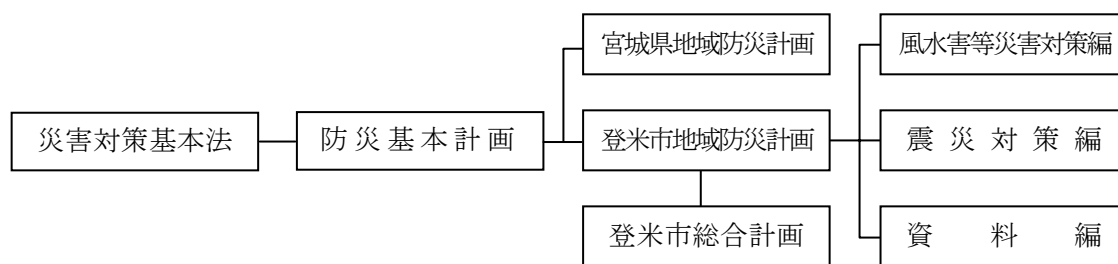 災害対策基本法
防災基本計画
宮城県地域防災計画
登米市地域防災計画
登米市総合計画
風水害等災害対策編
震災対策編
資料編